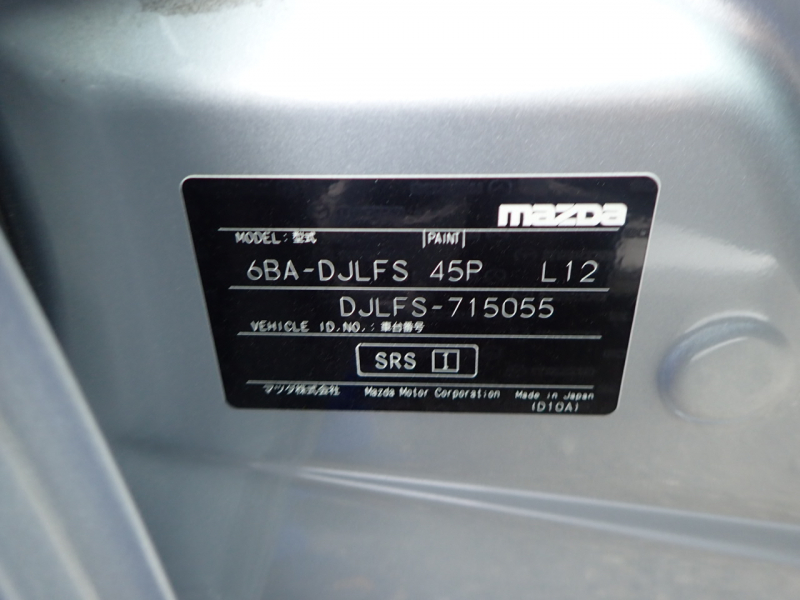 mazda
MODEL: 型式 PAINT
6BA-DJLFS 45P L12
DJLFS-715055
VEHICLE ID.NO.: 車台番号
SRS 1
マツダ株式会社 Mazda Motor Corporation Made in Japan
(D10A)